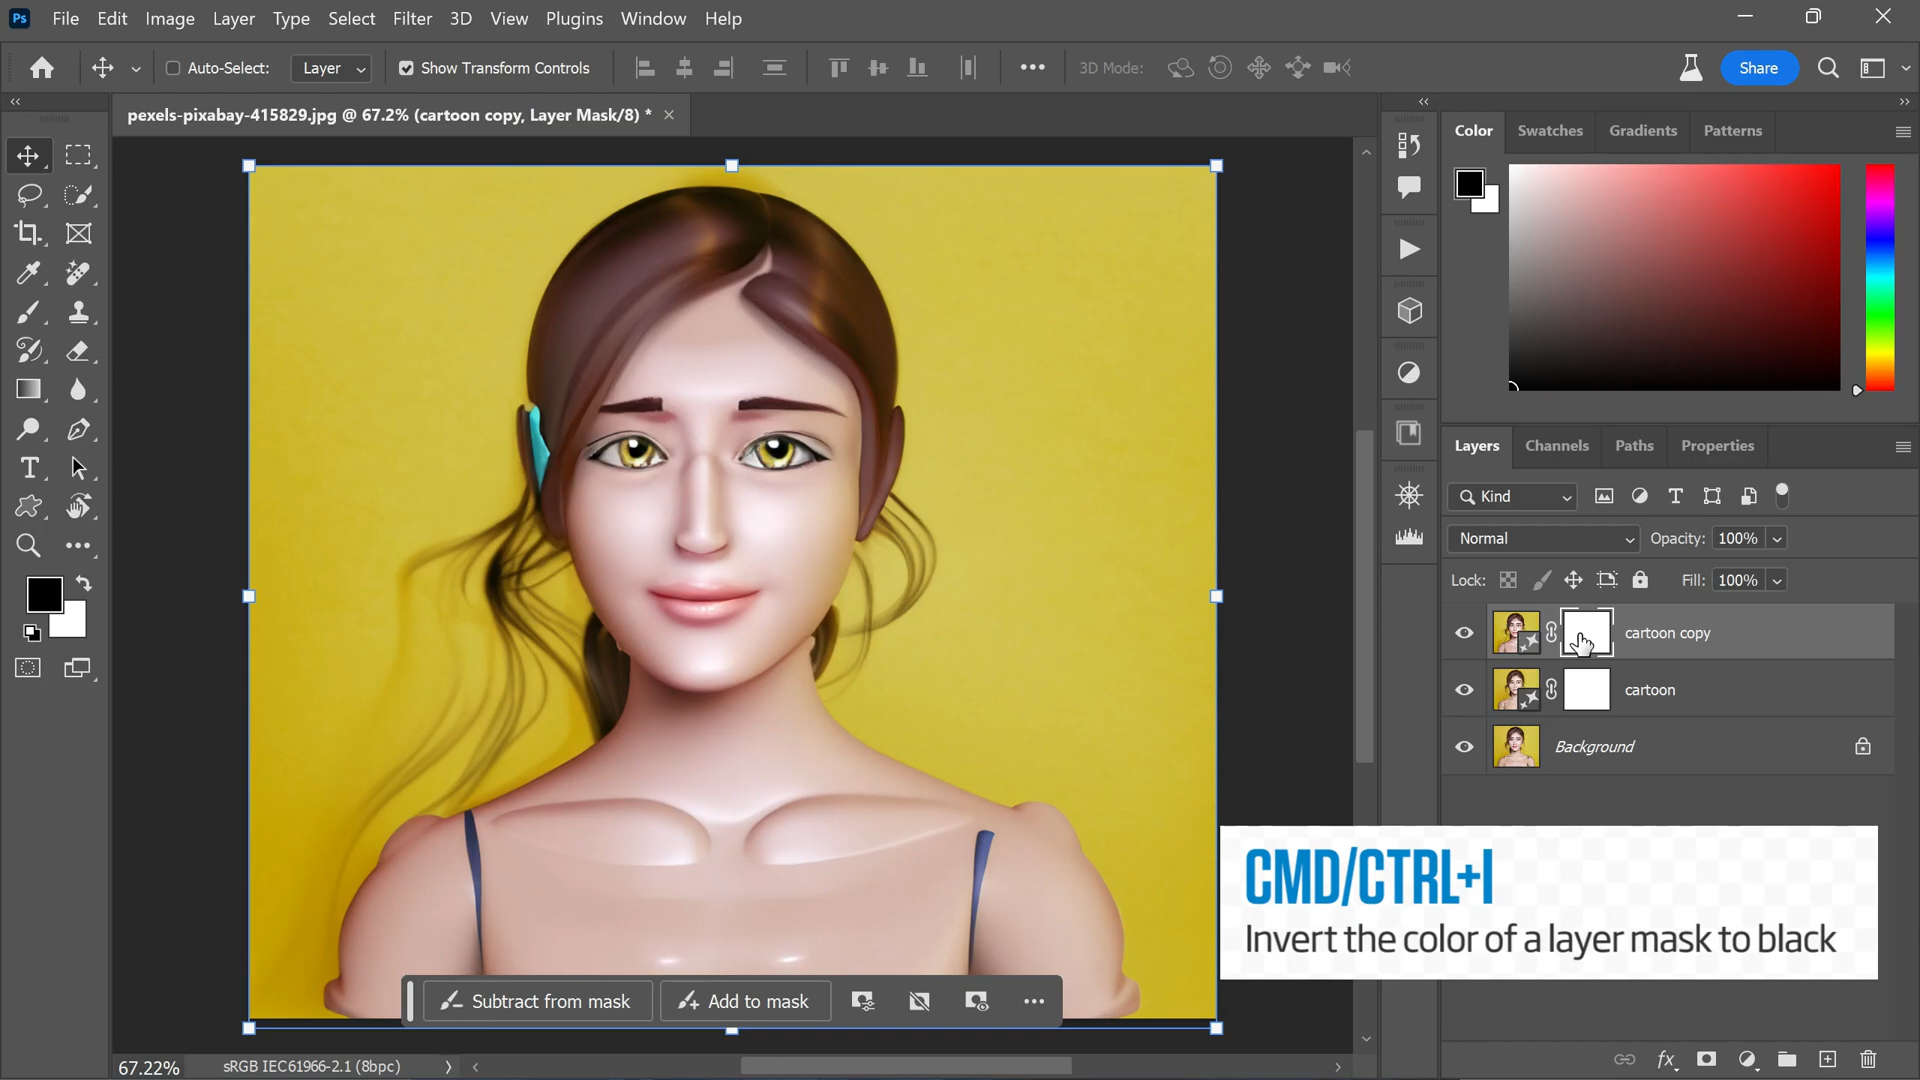 Ps File Edit Image Layer Type Select Filter 3D View Plugins Window Help
Auto-Select: Layer Show Transform Controls 3D Mode: Share
pexels-pixabay-415829.jpg @ 67.2% (cartoon copy, Layer Mask/8) *
Color Swatches Gradients Patterns
Layers Channels Paths Properties
Kind
Normal Opacity: 100%
Lock: Fill: 100%
cartoon copy
cartoon
Background
CMD/CTRL+I
Invert the color of a layer mask to black
Subtract from mask Add to mask
67.22% sRGB IEC61966-2.1 (8bpc)
fx